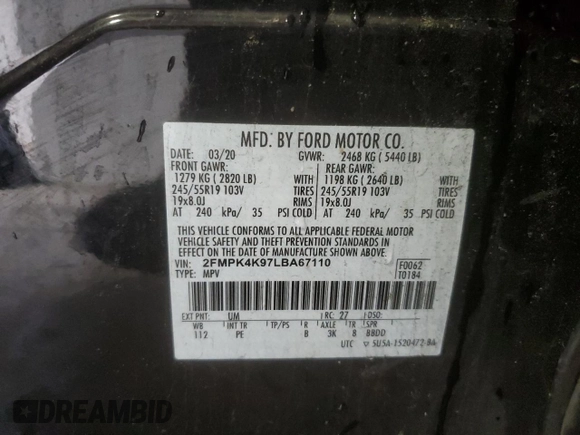 MFD. BY FORD MOTOR CO.
DATE: 03/20 GVWR: 2468 KG ( 5440 LB)
FRONT GAWR: REAR GAWR:
1279 KG ( 2820 LB) WITH 1198 KG ( 2640 LB) WITH
245/55R19 103V TIRES 245/55R19 103V TIRES
19x8.0J RIMS 19x8.0J RIMS
AT 240 kPa/ 35 PSI COLD AT 240 kPa/ 35 PSI COLD
THIS VEHICLE CONFORMS TO ALL APPLICABLE FEDERAL MOTOR
VEHICLE SAFETY AND THEFT PREVENTION STANDARDS IN
EFFECT ON THE DATE OF MANUFACTURE SHOWN ABOVE.
VIN: 2FMPK4K97LBA67110 F0062
TYPE: MPV T0184
EXT PNT: UM RC: 27 DSO:
WB INT TR TP/PS R AXLE TR SPR
112 PE B 3K 8 BBDD
UTC ▽ 5U5A-1520472-BA
DREAMBID